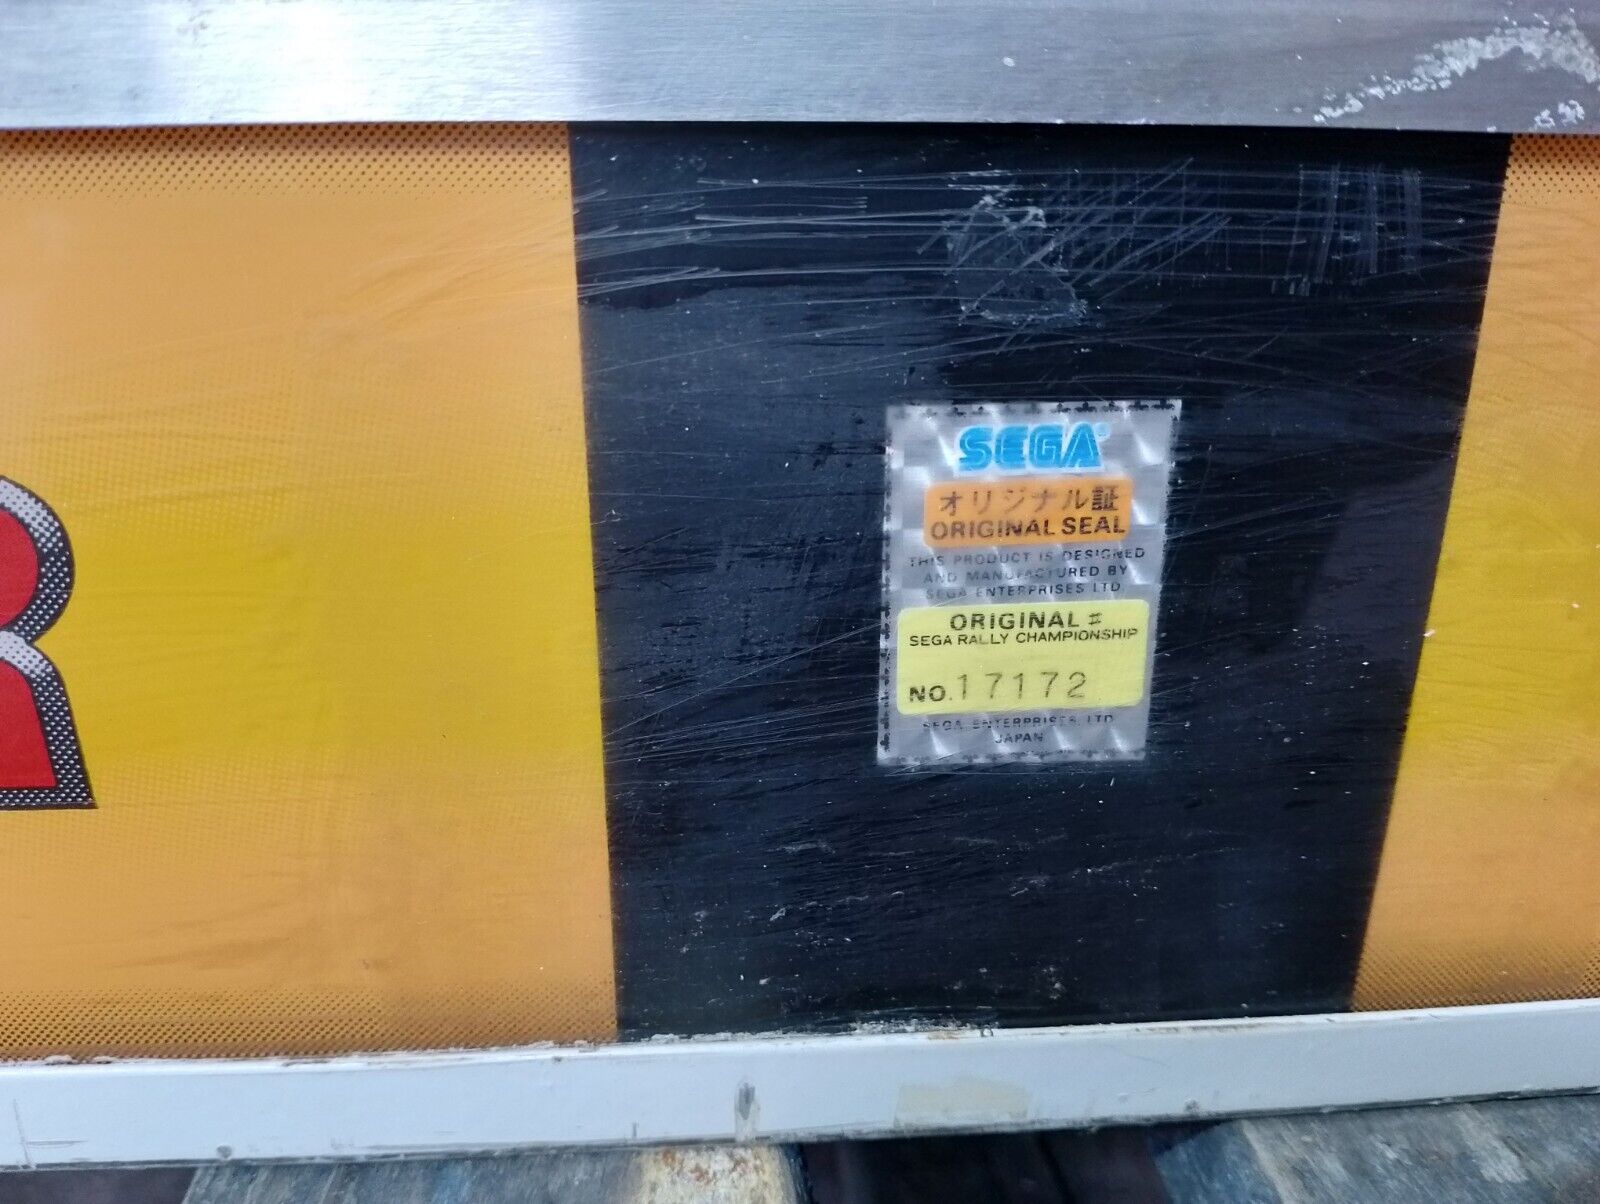 R
SEGA®
オリジナル証
ORIGINAL SEAL
THIS PRODUCT IS DESIGNED
AND MANUFACTURED BY
SEGA ENTERPRISES LTD
ORIGINAL #
SEGA RALLY CHAMPIONSHIP
NO. 17172
SEGA ENTERPRISES, LTD
JAPAN